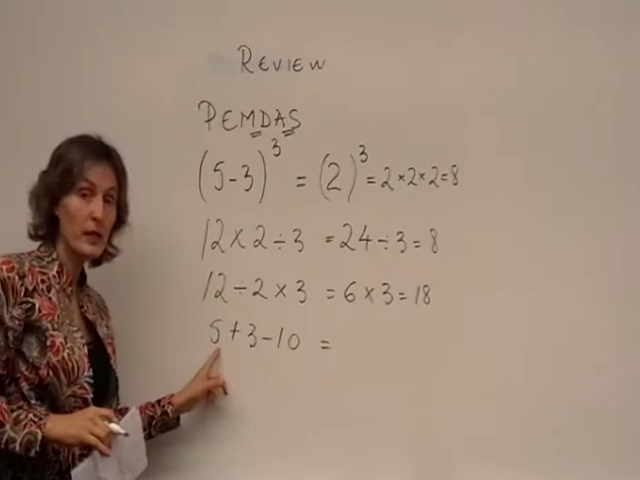 REVIEW
PEMDAS
(5-3)³ = (2)³ = 2×2×2=8
12×2÷3 = 24÷3=8
12÷2×3 = 6×3=18
5+3-10 =